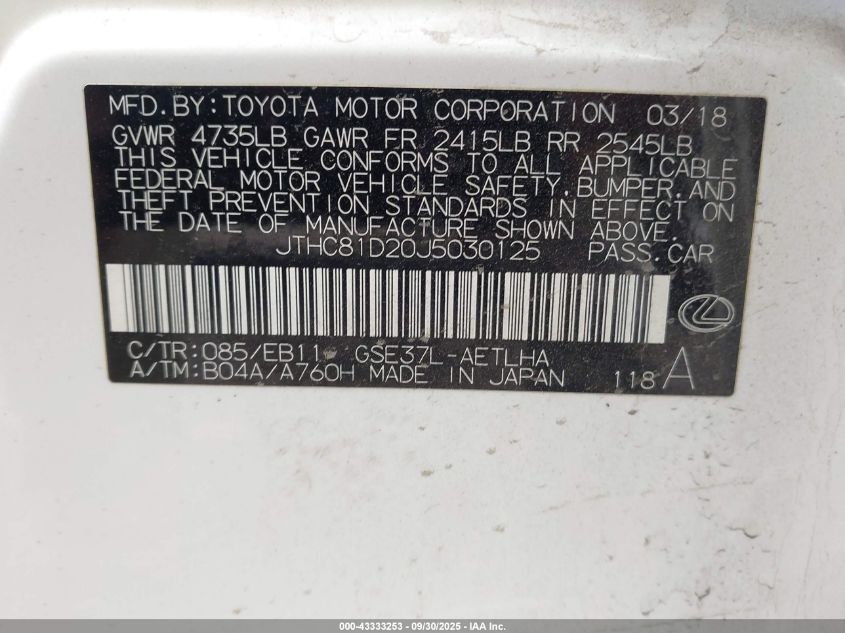 MFD. BY: TOYOTA MOTOR CORPORATION 03/18
GVWR 4735LB GAWR FR 2415LB RR 2545LB
THIS VEHICLE CONFORMS TO ALL APPLICABLE
FEDERAL MOTOR VEHICLE SAFETY, BUMPER, AND
THEFT PREVENTION STANDARDS IN EFFECT ON
THE DATE OF MANUFACTURE SHOWN ABOVE.
JTHC81D20J5030125 PASS. CAR
C/TR: 085/EB11 GSE37L-AETLHA
A/TM: B04A/A760H MADE IN JAPAN 118 A
000-43333253 - 09/30/2025 - IAA Inc.